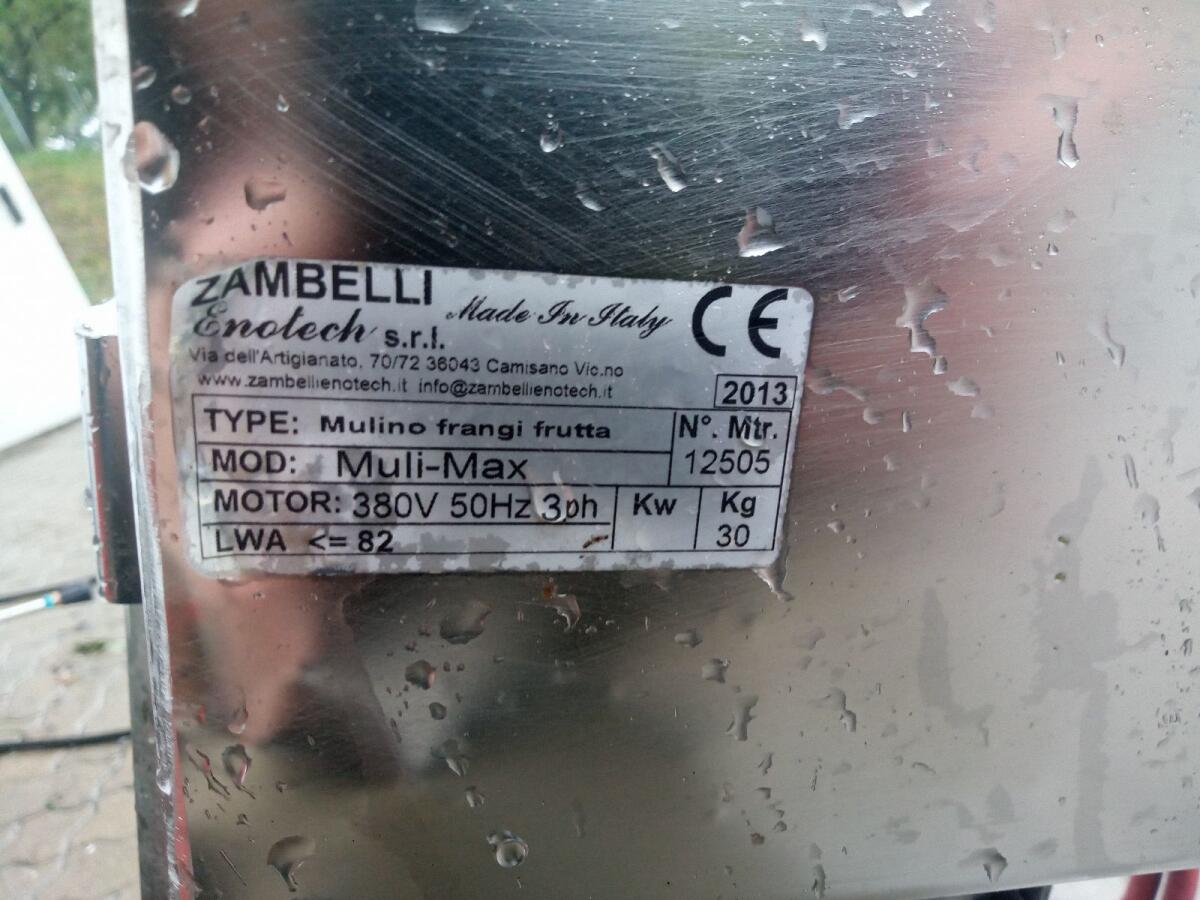 ZAMBELLI
Enotech s.r.l.
Made In Italy
CE
Via dell'Artigianato, 70/72 36043 Camisano Vic.no
www.zambellienotech.it info@zambellienotech.it
2013
TYPE: Mulino frangi frutta
N°. Mtr.
MOD: Muli-Max
12505
MOTOR: 380V 50Hz 3ph
Kw
Kg
LWA <= 82
30